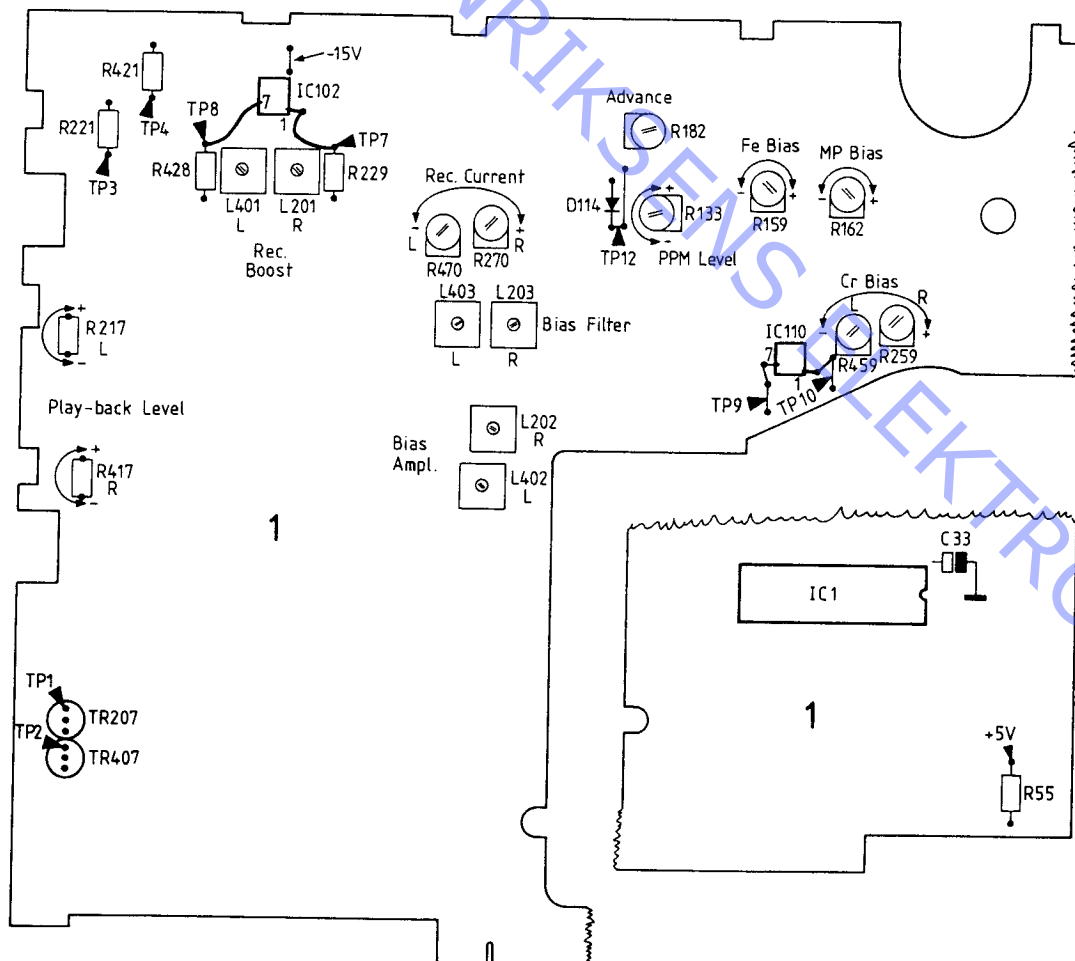 -15V
R421
IC102
7
TP8
1
Advance
R221
TP4
R182
TP7
Fe Bias
MP Bias
R428
R229
Rec. Current
TP3
L401
L201
L
R
D114
+
-
R133
-
+
-
+
R159
R162
Rec.
Boost
-
+
L
R
R470
R270
TP12
-
PPM Level
L403
L203
Cr Bias
L
R
+
R217
L
-
Bias Filter
L
R
IC110
-
+
7
1
R459
R259
TP9
TP10
Play-back Level
L202
R
Bias
Ampl.
+
R417
R
-
L402
L
1
C33
IC1
TP1
TR207
TP2
TR407
1
+5V
R55
HENRIKSENS ELEKTRO